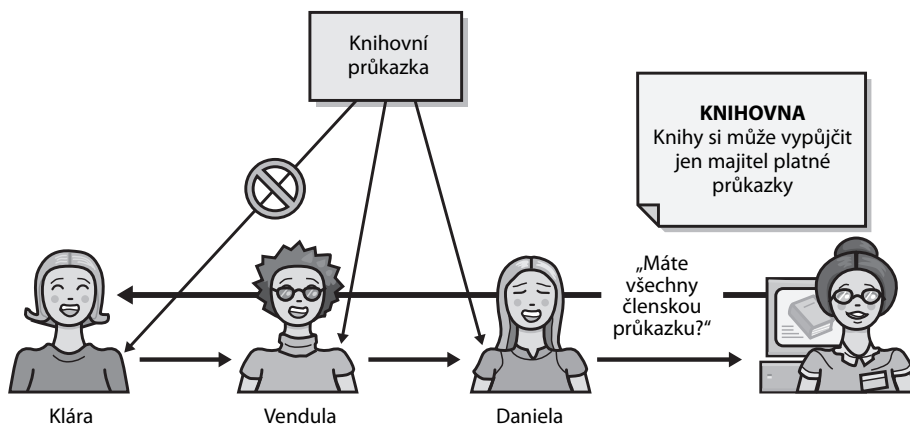 Knihovní
průkazka
KNIHOVNA
Knihy si může vypůjčit
jen majitel platné
průkazky
„Máte
všechny
členskou
průkazku?“
Klára
Vendula
Daniela